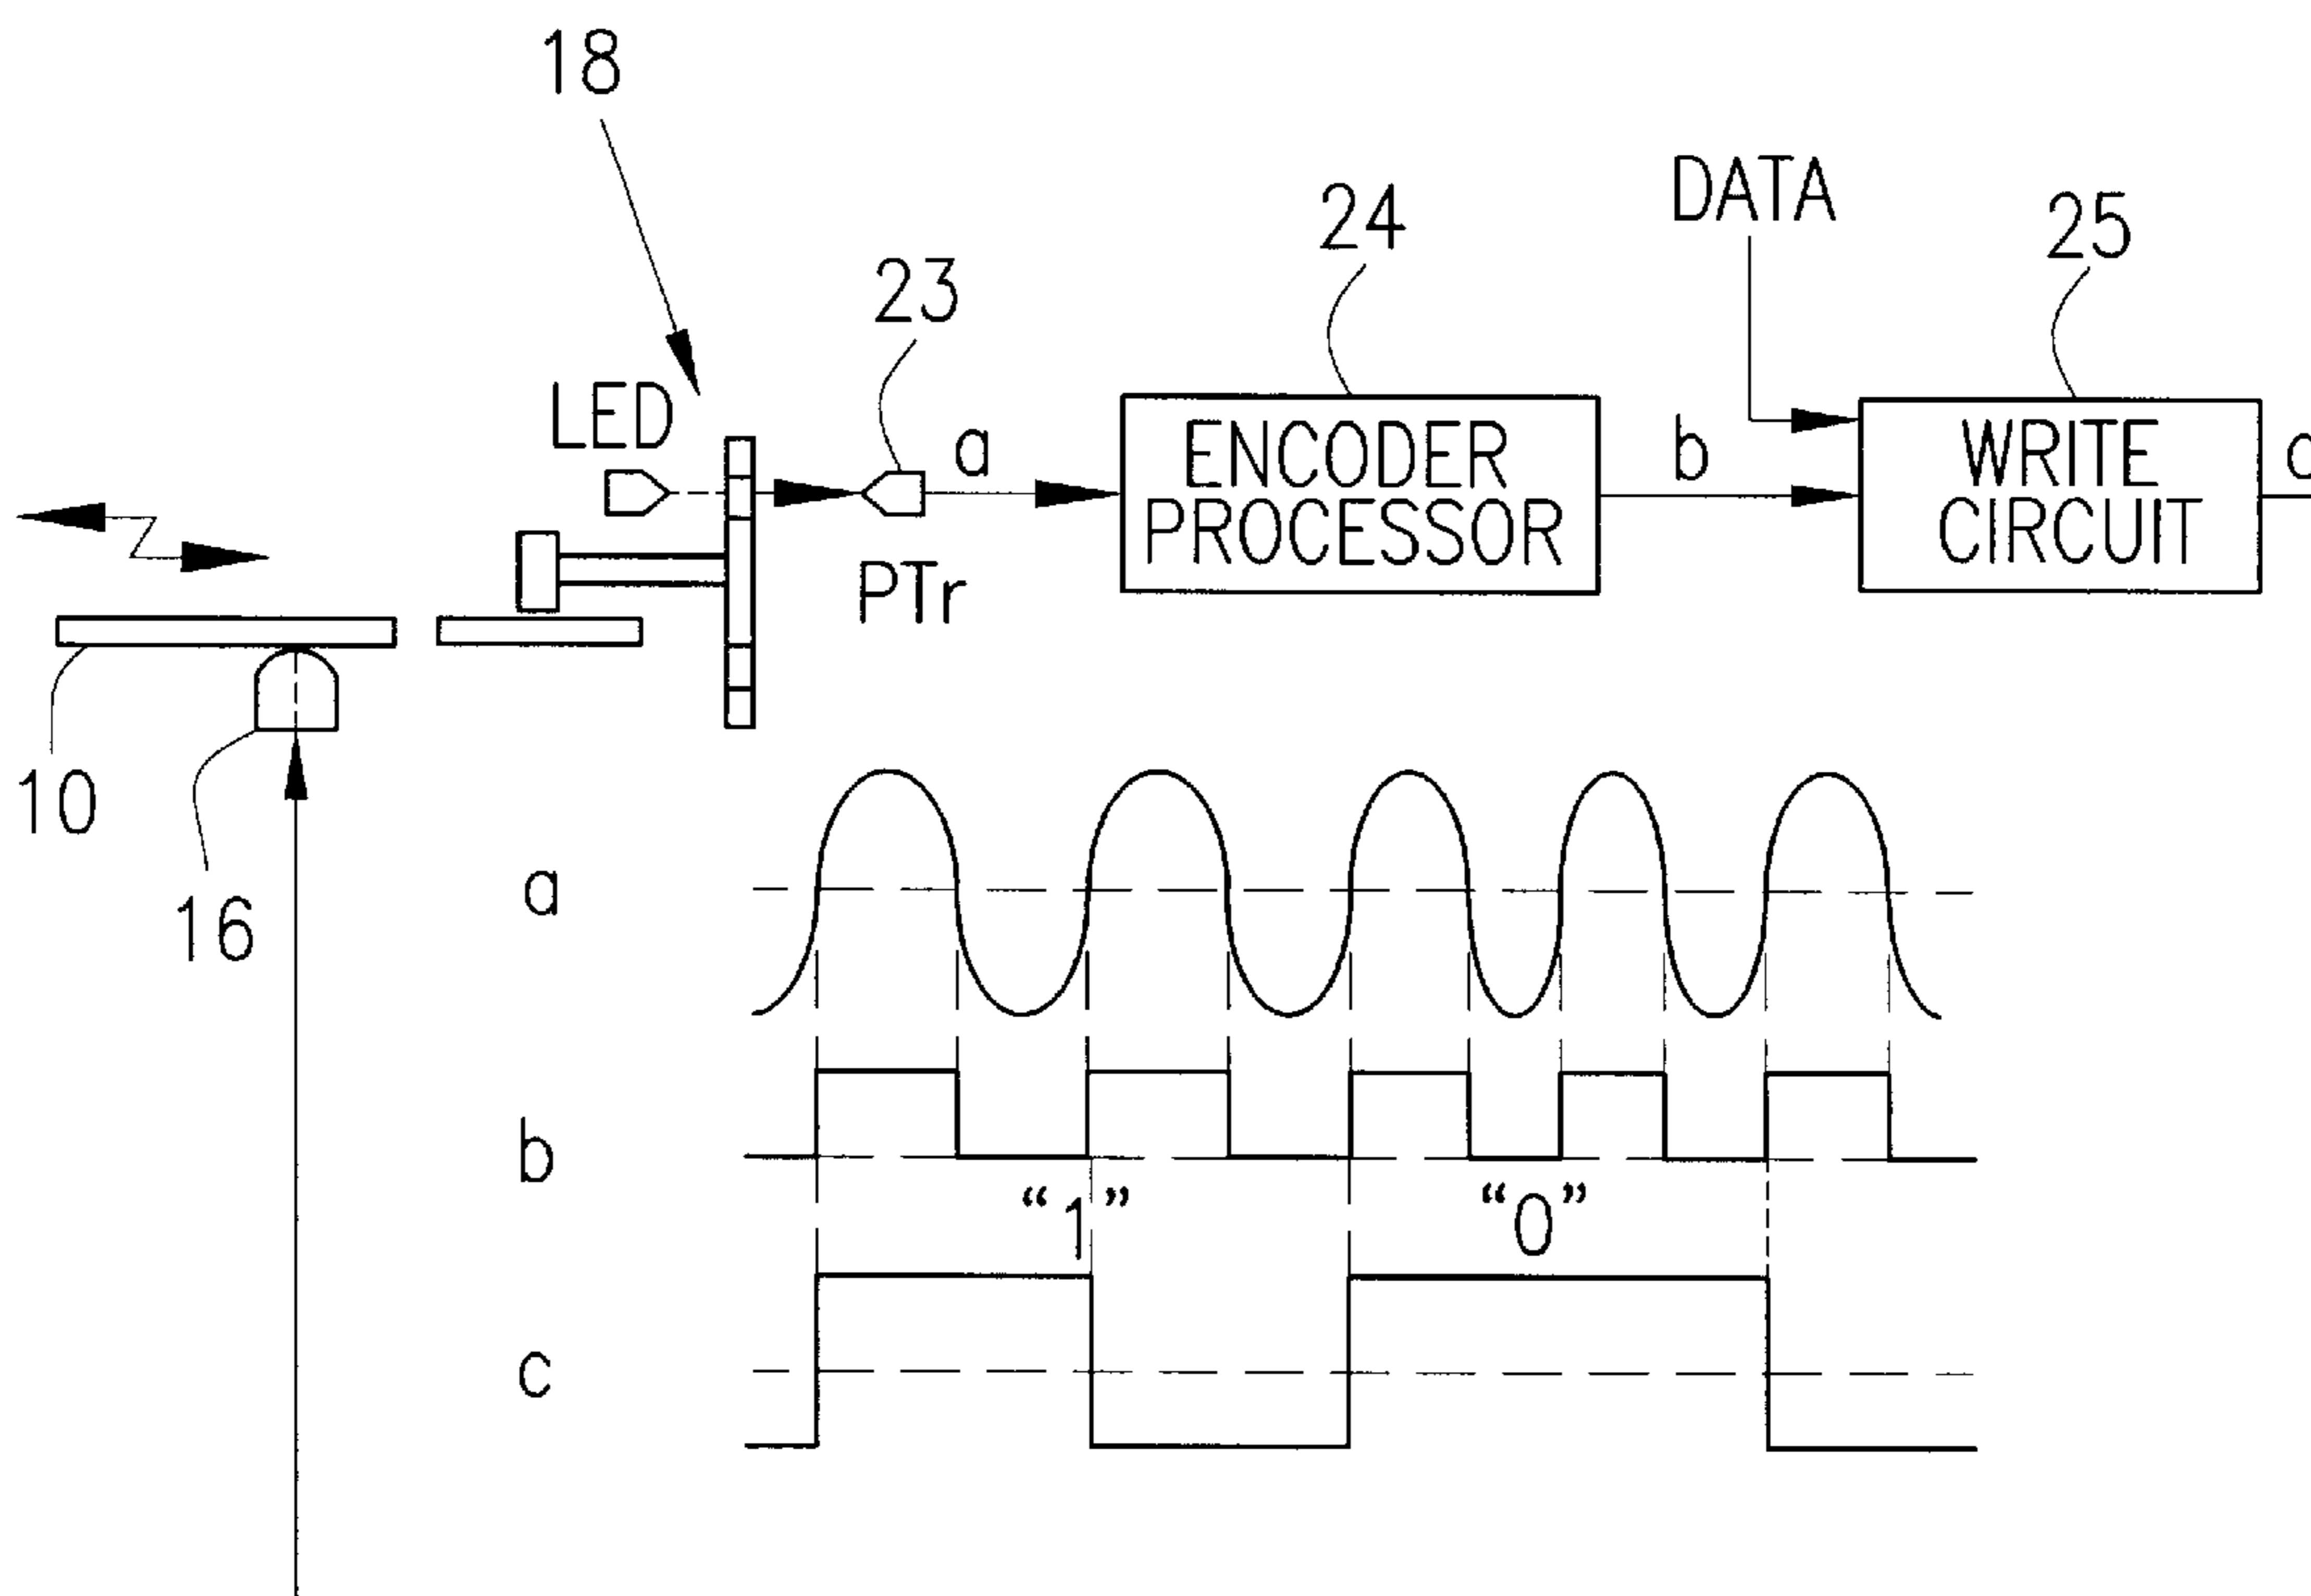 18
24
DATA
25
23
LED
a
b
ENCODER
PROCESSOR
WRITE
CIRCUIT
PTr
10
16
a
b
“1”
“0”
c